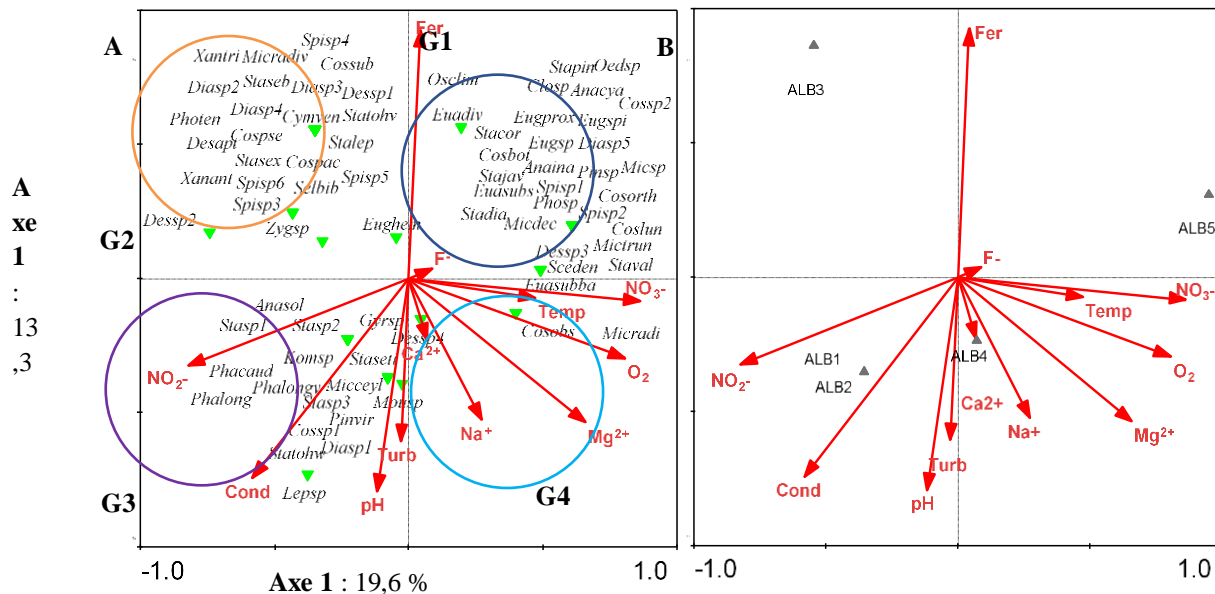 A
G1
B
Fer
Spisp4
Xantri Micradiv
Cossub
Stapin Oedsp
Osclim
Closp
Anacya
Diasp2 Staseb
Diasp3 Dessp1
Cossp2
Photen
Diasp4
Cymven Statohv
Euadiv
Eugprox Eugspi
Desapi
Cospse
Stalep
Stacor
Eugsp Diasp5
Stasex Cospac
Cosbot
Anaina
Pinsp
Micsp
Xanant
Spisp6
Selbib
Spisp5
Stajav
Euasubs Spisp1
Cosorth
Spisp3
Phosp
Spisp2
Dessp2
Zygsp
Eughem
Stadia
Micdec
Coslun
Dessp3 Mictrun
Sceden Staval
G2
F-
Euasubba
NO3-
Temp
Anasol
Stasp1
Stasp2
Gyrsp
Dessp4
Cosobs
Micradi
Ca2+
Komsp
Stasett
O2
NO2-
Phacaud
Phalong
Phalongv Micceyl
Stasp3
Mousp
Pinvir
Na+
Mg2+
Cossp1
Statohv
Diasp1
Turb
G3
Cond
Lepsp
pH
G4
-1.0
1.0
Axe 1 : 19,6 %
A
xe
1
:
13
,3
Fer
ALB3
ALB5
F-
NO3-
Temp
ALB1
ALB2
ALB4
O2
NO2-
Ca2+
Na+
Mg2+
Turb
Cond
pH
-1.0
1.0